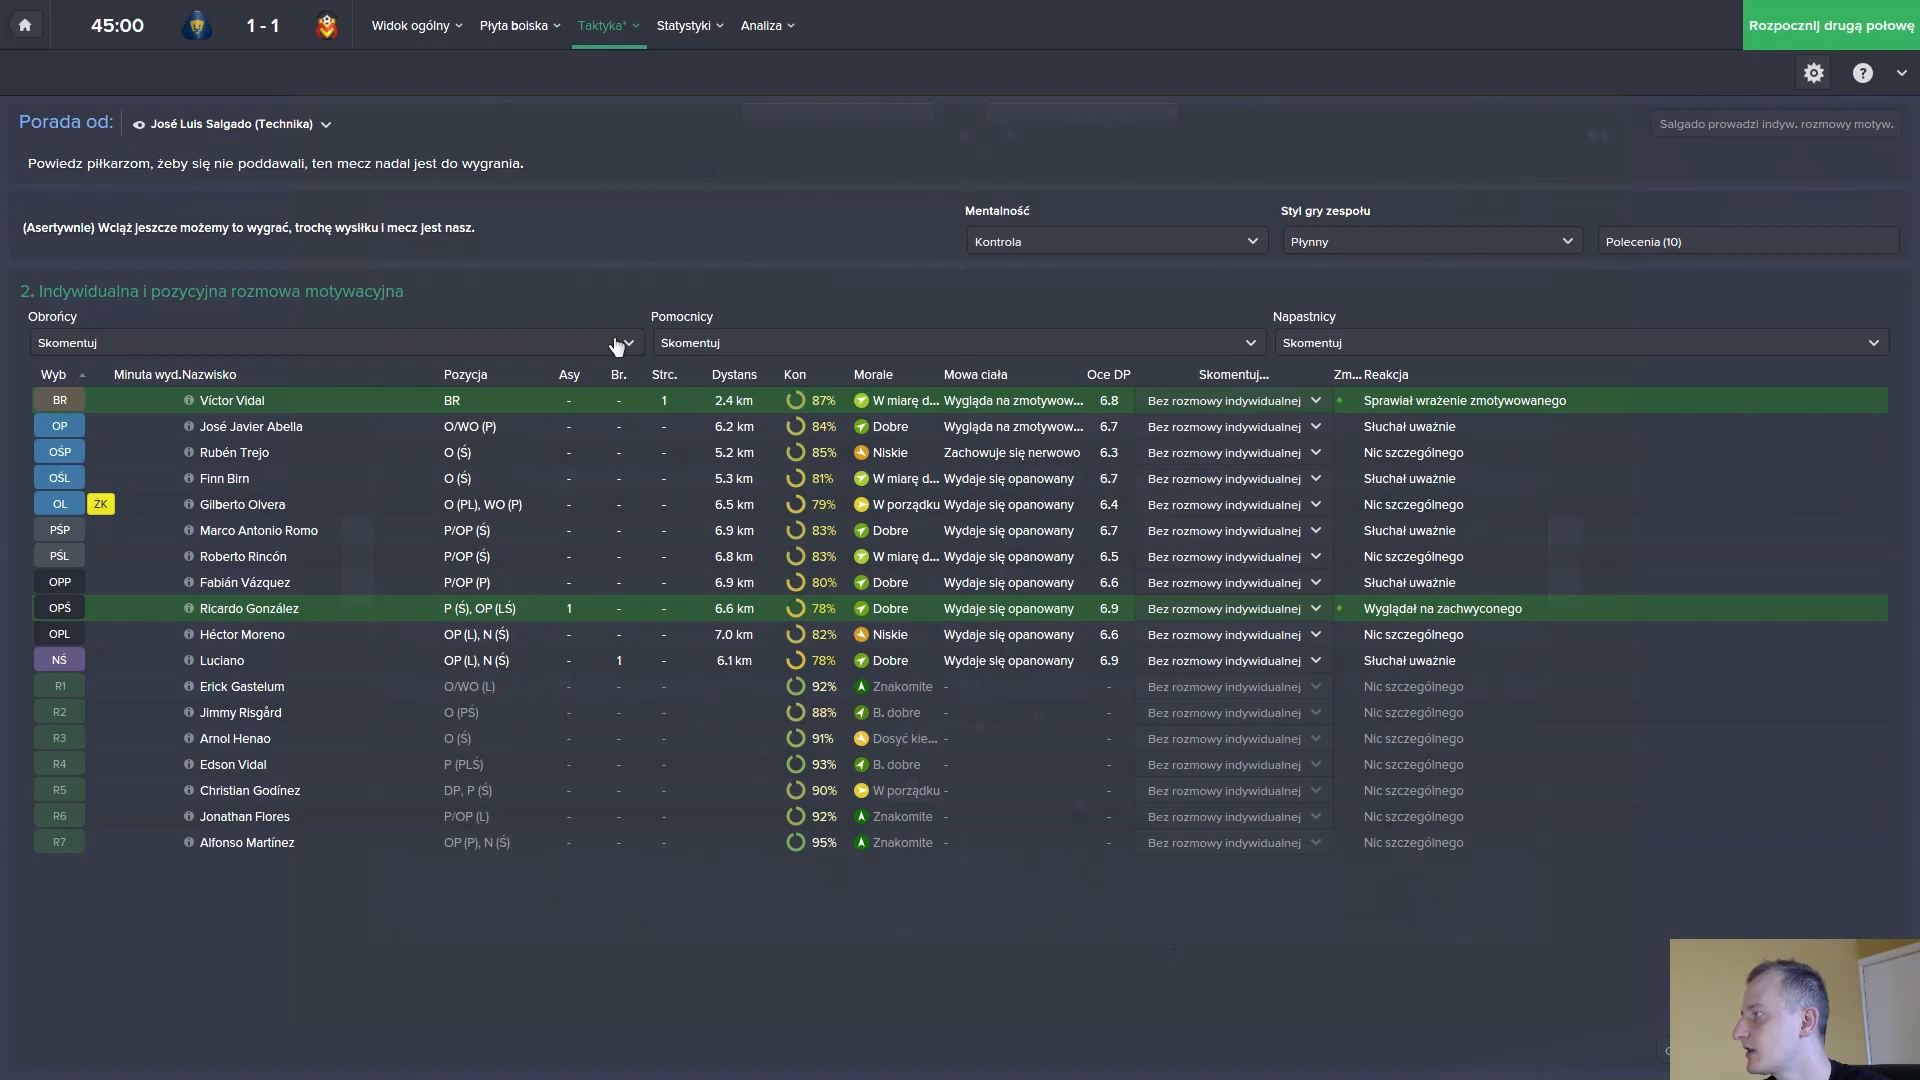 45:00 1 - 1 Widok ogólny Płyta boiska Taktyka* Statystyki Analiza Rozpocznij drugą połowę
?
Porada od: José Luis Salgado (Technika) Salgado prowadzi indyw. rozmowy motyw.
Powiedz piłkarzom, żeby się nie poddawali, ten mecz nadal jest do wygrania.
Mentalność Styl gry zespołu
(Asertywnie) Wciąż jeszcze możemy to wygrać, trochę wysiłku i mecz jest nasz.
Kontrola Płynny Polecenia (10)
2. Indywidualna i pozycyjna rozmowa motywacyjna
Obrońcy Pomocnicy Napastnicy
Skomentuj Skomentuj Skomentuj
Wyb Minuta wyd. Nazwisko Pozycja Asy Br. Strc. Dystans Kon Morale Mowa ciała Oce DP Skomentuj... Zm... Reakcja
BR Víctor Vidal BR - - 1 2.4 km 87% W miarę d... Wygląda na zmotywow... 6.8 Bez rozmowy indywidualnej Sprawiał wrażenie zmotywowanego
OP José Javier Abella O/WO (P) - - - 6.2 km 84% Dobre Wygląda na zmotywow... 6.7 Bez rozmowy indywidualnej Słuchał uważnie
OŚP Rubén Trejo O (Ś) - - - 5.2 km 85% Niskie Zachowuje się nerwowo 6.3 Bez rozmowy indywidualnej Nic szczególnego
OŚL Finn Birn O (Ś) - - - 5.3 km 81% W miarę d... Wydaje się opanowany 6.7 Bez rozmowy indywidualnej Słuchał uważnie
OL ŻK Gilberto Olvera O (PL), WO (P) - - - 6.5 km 79% W porządku Wydaje się opanowany 6.4 Bez rozmowy indywidualnej Nic szczególnego
PŚP Marco Antonio Romo P/OP (Ś) - - - 6.9 km 83% Dobre Wydaje się opanowany 6.7 Bez rozmowy indywidualnej Słuchał uważnie
PŚL Roberto Rincón P/OP (Ś) - - - 6.8 km 83% W miarę d... Wydaje się opanowany 6.5 Bez rozmowy indywidualnej Nic szczególnego
OPP Fabián Vázquez P/OP (P) - - - 6.9 km 80% Dobre Wydaje się opanowany 6.6 Bez rozmowy indywidualnej Słuchał uważnie
OPŚ Ricardo González P (Ś), OP (LŚ) 1 - - 6.6 km 78% Dobre Wydaje się opanowany 6.9 Bez rozmowy indywidualnej Wyglądał na zachwyconego
OPL Héctor Moreno OP (L), N (Ś) - - - 7.0 km 82% Niskie Wydaje się opanowany 6.6 Bez rozmowy indywidualnej Nic szczególnego
NŚ Luciano OP (L), N (Ś) - 1 - 6.1 km 78% Dobre Wydaje się opanowany 6.9 Bez rozmowy indywidualnej Słuchał uważnie
R1 Erick Gastelum O/WO (L) - - - 92% Znakomite - - Bez rozmowy indywidualnej Nic szczególnego
R2 Jimmy Risgård O (PŚ) - - - 88% B. dobre - - Bez rozmowy indywidualnej Nic szczególnego
R3 Arnol Henao O (Ś) - - - 91% Dosyć kie... - - Bez rozmowy indywidualnej Nic szczególnego
R4 Edson Vidal P (PLŚ) - - - 93% B. dobre - - Bez rozmowy indywidualnej Nic szczególnego
R5 Christian Godínez DP, P (Ś) - - - 90% W porządku - - Bez rozmowy indywidualnej Nic szczególnego
R6 Jonathan Flores P/OP (L) - - - 92% Znakomite - - Bez rozmowy indywidualnej Nic szczególnego
R7 Alfonso Martínez OP (P), N (Ś) - - - 95% Znakomite - - Bez rozmowy indywidualnej Nic szczególnego